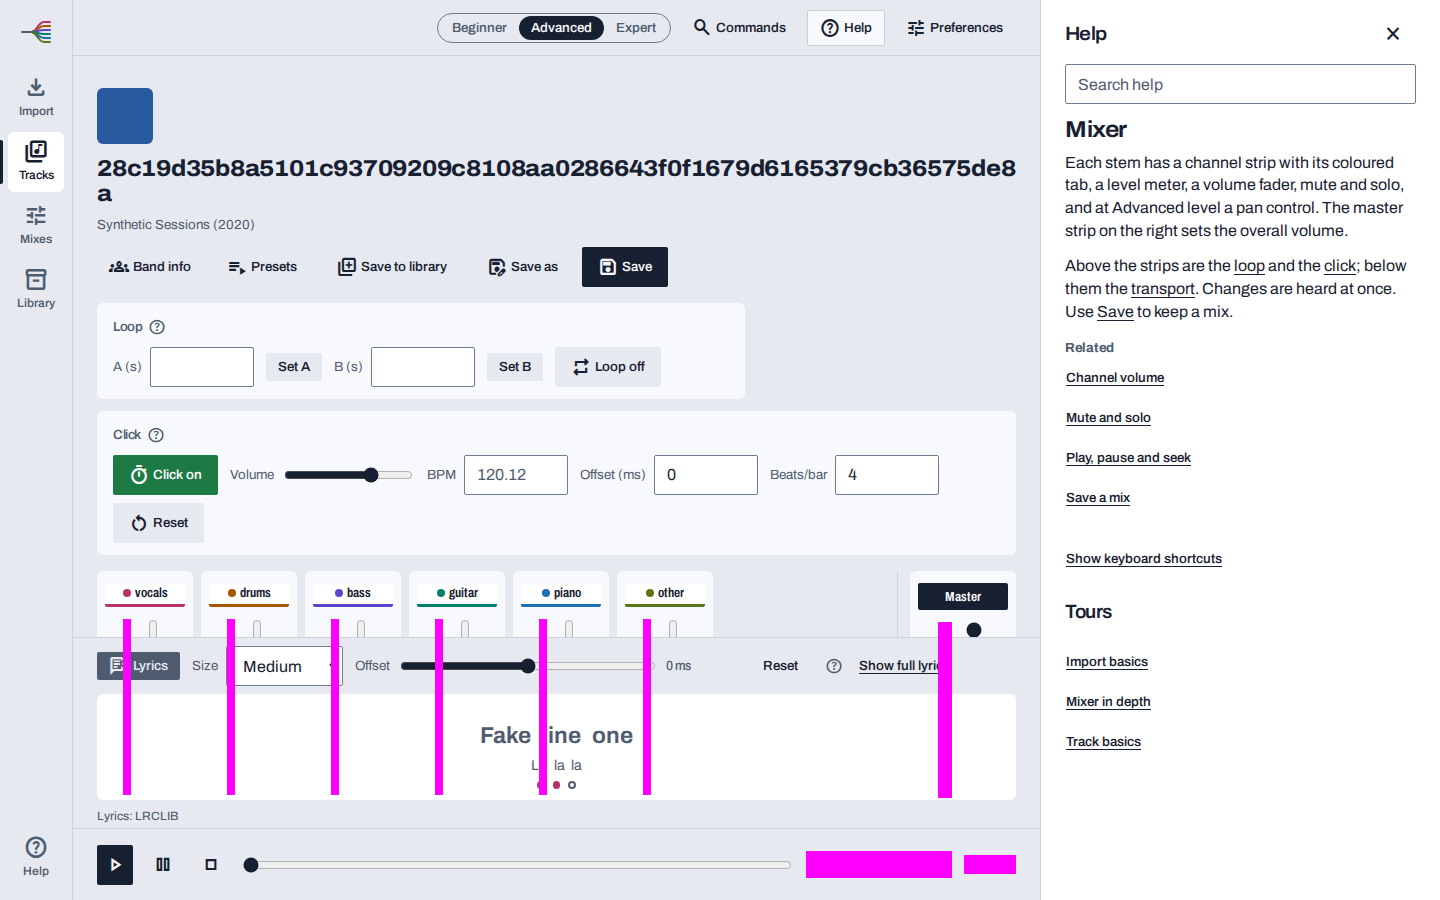 Import
Tracks
Mixes
Library
Help
Beginner
Advanced
Expert
Commands
Help
Preferences
28c19d35b8a5101c93709209c8108aa0286643f0f1679d6165379cb36575de8
a
Synthetic Sessions (2020)
Band info
Presets
Save to library
Save as
Save
Loop
A (s)
Set A
B (s)
Set B
Loop off
Click
Click on
Volume
BPM
120.12
Offset (ms)
0
Beats/bar
4
Reset
vocals
drums
bass
guitar
piano
other
Master
Lyrics
Size
Medium
Offset
0 ms
Reset
Show full
Fake one
la la
Lyrics: LRCLIB
Help
Search help
Mixer
Each stem has a channel strip with its coloured
tab, a level meter, a volume fader, mute and solo,
and at Advanced level a pan control. The master
strip on the right sets the overall volume.
Above the strips are the loop and the click; below
them the transport. Changes are heard at once.
Use Save to keep a mix.
Related
Channel volume
Mute and solo
Play, pause and seek
Save a mix
Show keyboard shortcuts
Tours
Import basics
Mixer in depth
Track basics